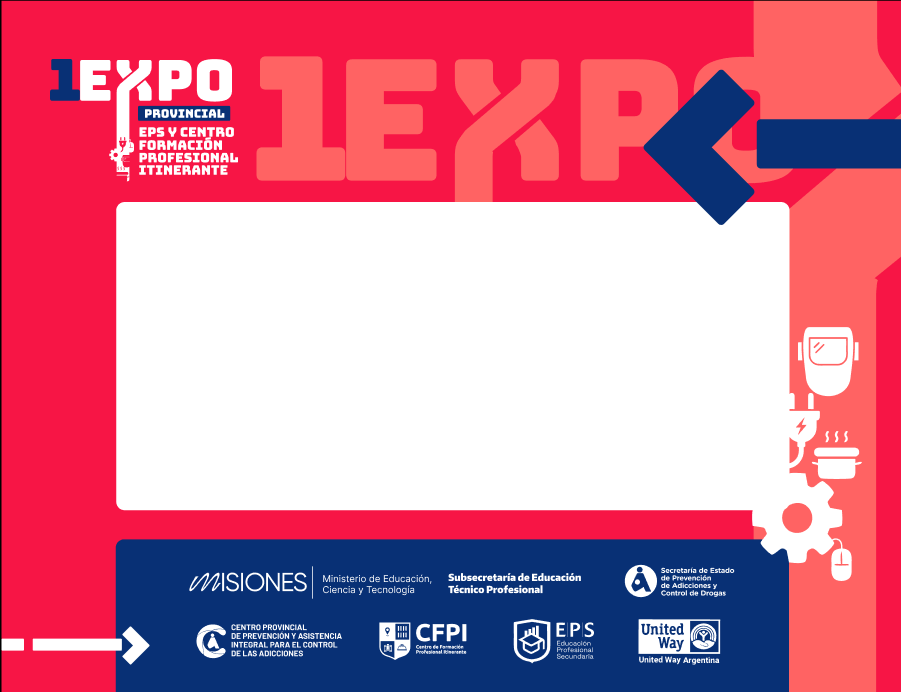 1EXPO
PROVINCIAL
EPS Y CENTRO
FORMACIÓN
PROFESIONAL
ITINERANTE
1EXPO
MISIONES
Ministerio de Educación,
Ciencia y Tecnología
Subsecretaría de Educación
Técnico Profesional
Secretaría de Estado
de Prevención
de Adicciones y
Control de Drogas
CENTRO PROVINCIAL
DE PREVENCIÓN Y ASISTENCIA
INTEGRAL PARA EL CONTROL
DE LAS ADICCIONES
CFPI
Centro de Formación
Profesional Itinerante
EPS
Educación
Profesional
Secundaria
United
Way
United Way Argentina